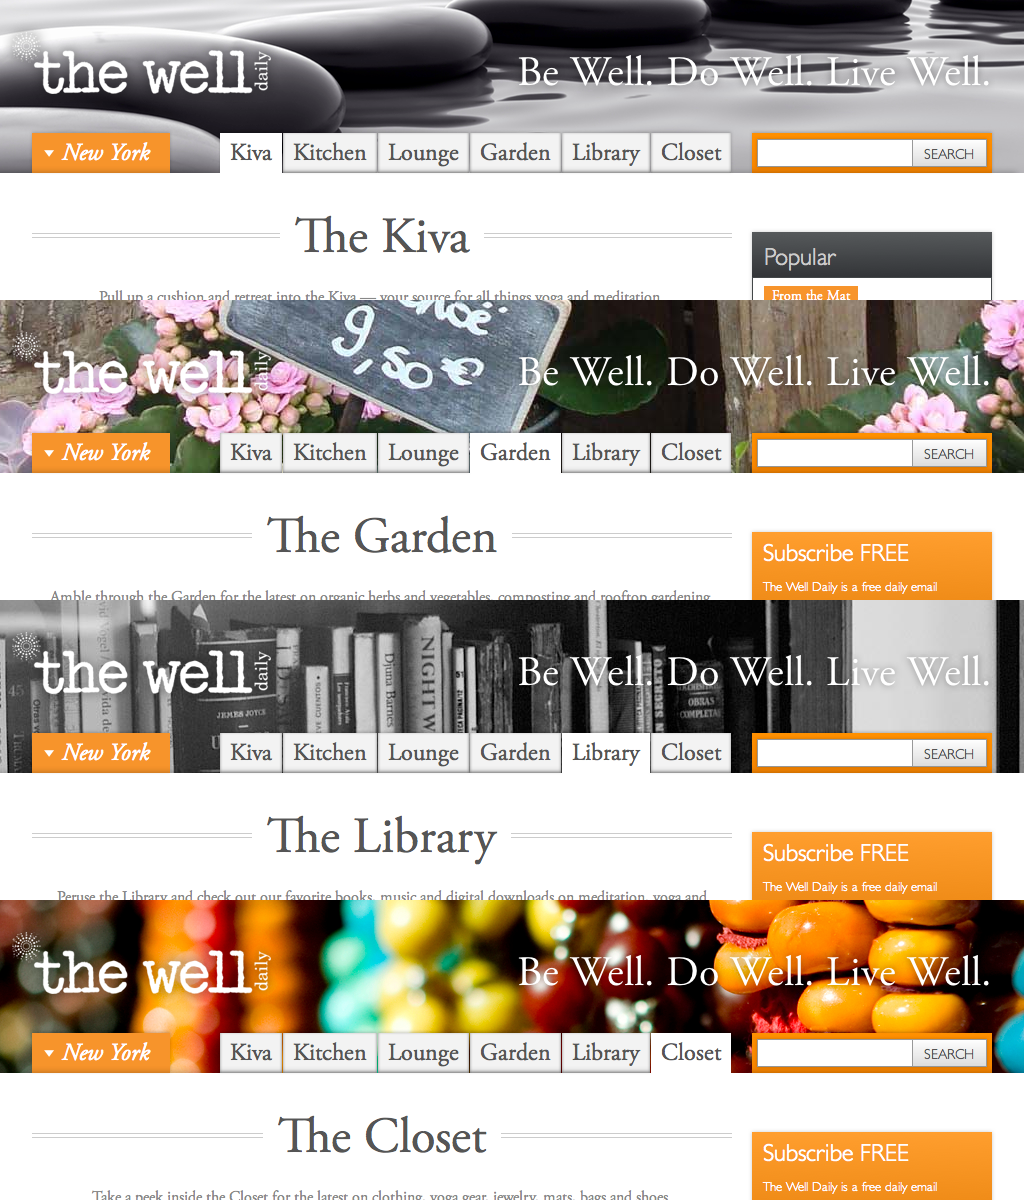 the well daily
Be Well. Do Well. Live Well.
New York
Kiva Kitchen Lounge Garden Library Closet
SEARCH
The Kiva
Popular
Pull up a cushion and retreat into the Kiva — your source for all things yoga and meditation
From the Mat
9,50 €
the well daily
Be Well. Do Well. Live Well.
New York
Kiva Kitchen Lounge Garden Library Closet
SEARCH
The Garden
Subscribe FREE
The Well Daily is a free daily email
Amble through the Garden for the latest on organic herbs and vegetables, composting and rooftop gardening
the well daily
Be Well. Do Well. Live Well.
Djuna Barnes
NIGHTW
JAMES JOYCE
OBRAS
COMPLETAS
New York
Kiva Kitchen Lounge Garden Library Closet
SEARCH
The Library
Subscribe FREE
The Well Daily is a free daily email
Peruse the Library and check out our favorite books, music and digital downloads on meditation, yoga and
the well daily
Be Well. Do Well. Live Well.
New York
Kiva Kitchen Lounge Garden Library Closet
SEARCH
The Closet
Subscribe FREE
The Well Daily is a free daily email
Take a peek inside the Closet for the latest on clothing, yoga gear, jewelry, mats, bags and shoes